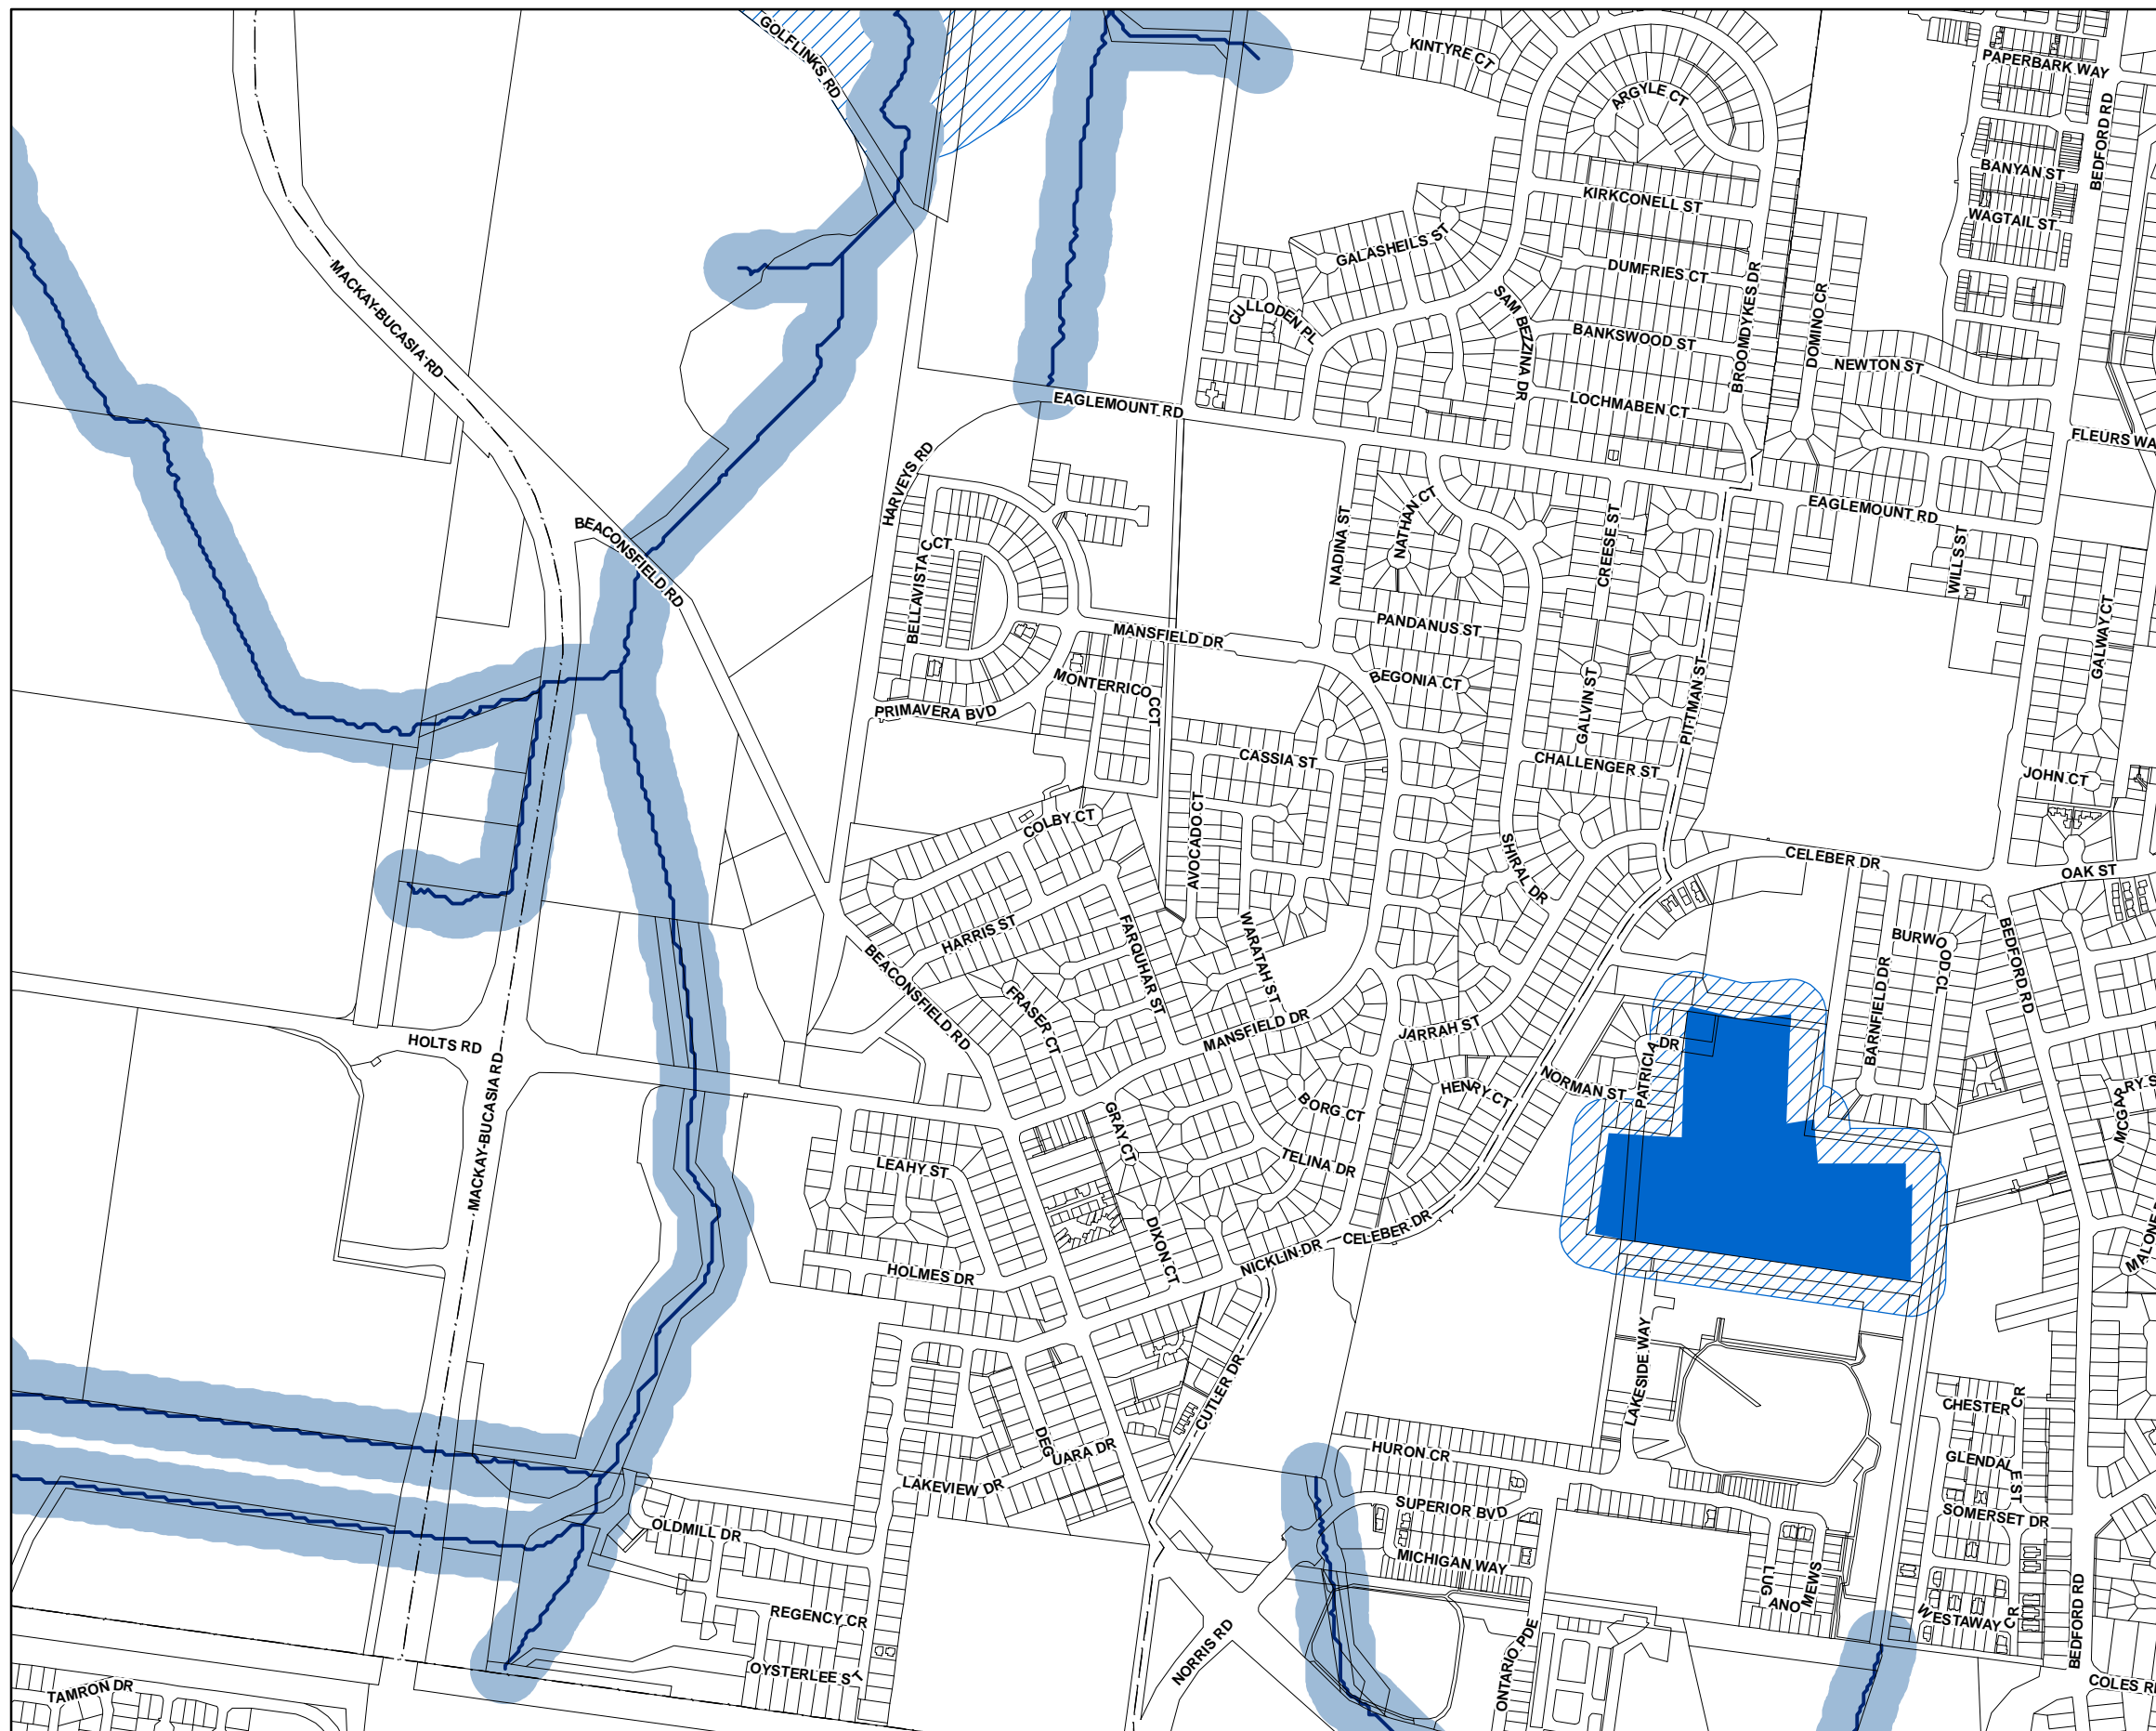 GOLFLINKS RD
KINTYRE CT
PAPERBARK WAY
ARGYLE CT
BEDFORD RD
BANYAN ST
KIRKCONELL ST
WAGTAIL ST
GALASHEILS ST
DUMFRIES CT
MACKAY-BUCASIA RD
CULLODEN PL
SAM BEZZINA DR
BROOMDYKES DR
DOMINO CR
BANKSWOOD ST
NEWTON ST
EAGLEMOUNT RD
LOCHMABEN CT
FLEURS WA
HARVEYS RD
NATHAN CT
EAGLEMOUNT RD
BEACONSFIELD RD
NADINA ST
CREESE ST
WILLS ST
BELLAVISTA CCT
MANSFIELD DR
PANDANUS ST
GALWAY CT
MONTERRICO CCT
BEGONIA CT
GALVIN ST
PITTMAN ST
PRIMAVERA BVD
CASSIA ST
CHALLENGER ST
JOHN CT
COLBY CT
AVOCADO CT
SHIRAL DR
CELEBER DR
OAK ST
HARRIS ST
FARQUHAR ST
WARATAH ST
BURWOOD CL
BEDFORD RD
BEACONSFIELD RD
FRASER CT
BARNFIELD DR
HOLTS RD
MANSFIELD DR
JARRAH ST
PATRICIA DR
MACKAY-BUCASIA RD
HENRY CT
NORMAN ST
BORG CT
GRAY CT
MCGARRY S
LEAHY ST
TELINA DR
DIXON CT
CELEBER DR
NICKLIN DR
MALONE
HOLMES DR
CUTLER DR
LAKESIDE WAY
CHESTER CR
DEGUARA DR
HURON CR
GLENDALE ST
LAKEVIEW DR
SUPERIOR BVD
SOMERSET DR
OLDMILL DR
MICHIGAN WAY
LUGANO MEWS
REGENCY CR
WESTAWAY CR
BEDFORD RD
NORRIS RD
ONTARIO PDE
OYSTERLEE ST
TAMRON DR
COLES R